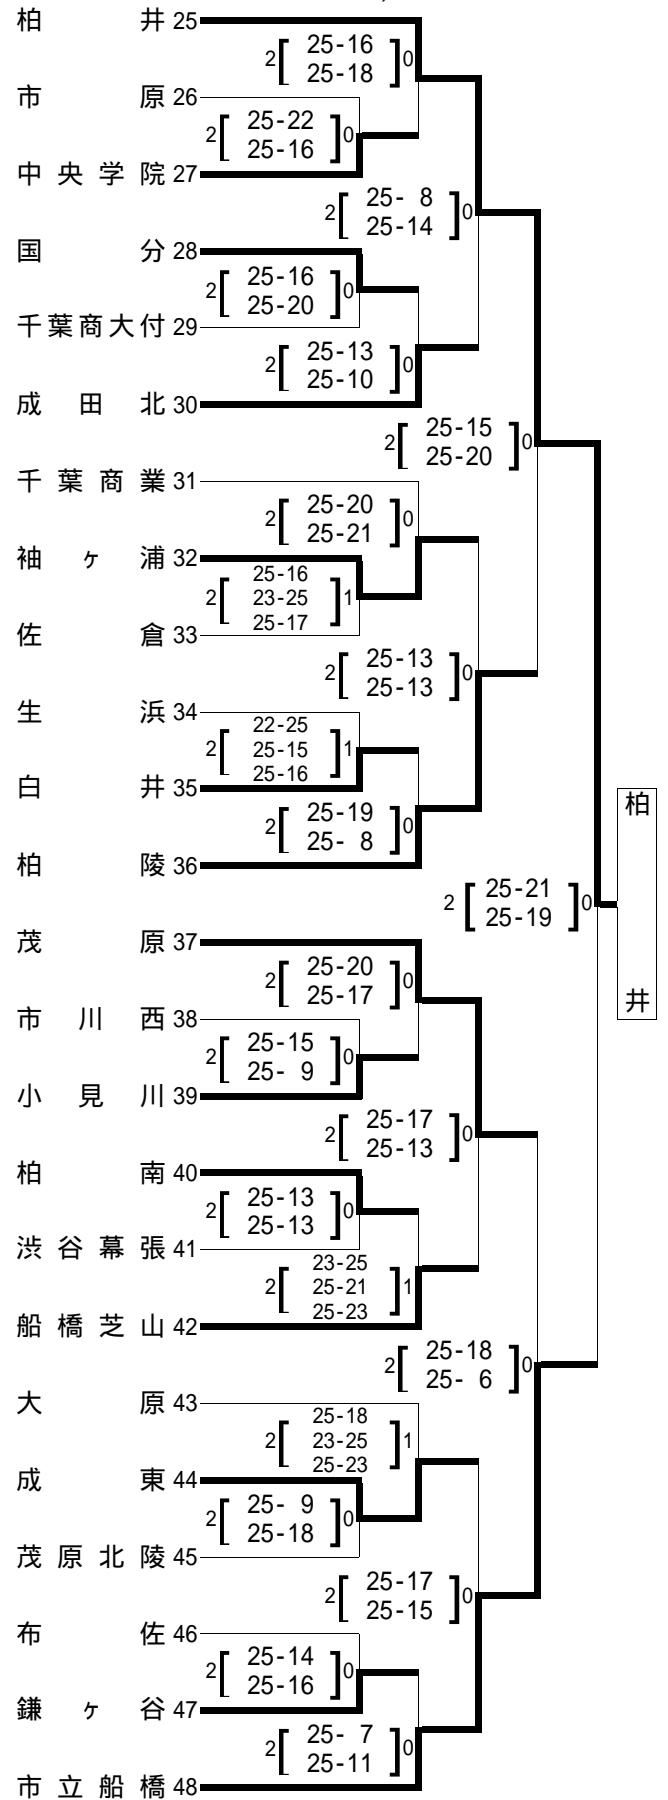 柏井 25
2 [ 25-16 ] 0
25-18
市原 26
2 [ 25-22 ] 0
25-16
中央学院 27
2 [ 25- 8 ] 0
25-14
国分 28
2 [ 25-16 ] 0
25-20
千葉商大付 29
2 [ 25-13 ] 0
25-10
成田北 30
2 [ 25-15 ] 0
25-20
千葉商業 31
2 [ 25-20 ] 0
25-21
袖ヶ浦 32
25-16
2 [ 23-25 ] 1
25-17
佐倉 33
2 [ 25-13 ] 0
25-13
生浜 34
22-25
2 [ 25-15 ] 1
25-16
白井 35
2 [ 25-19 ] 0
25- 8
柏陵 36
2 [ 25-21 ] 0
25-19
柏井
茂原 37
2 [ 25-20 ] 0
25-17
市川西 38
2 [ 25-15 ] 0
25- 9
小見川 39
2 [ 25-17 ] 0
25-13
柏南 40
2 [ 25-13 ] 0
25-13
渋谷幕張 41
23-25
2 [ 25-21 ] 1
25-23
船橋芝山 42
2 [ 25-18 ] 0
25- 6
大原 43
25-18
2 [ 23-25 ] 1
25-23
成東 44
2 [ 25- 9 ] 0
25-18
茂原北陵 45
2 [ 25-17 ] 0
25-15
布佐 46
2 [ 25-14 ] 0
25-16
鎌ヶ谷 47
2 [ 25- 7 ] 0
25-11
市立船橋 48